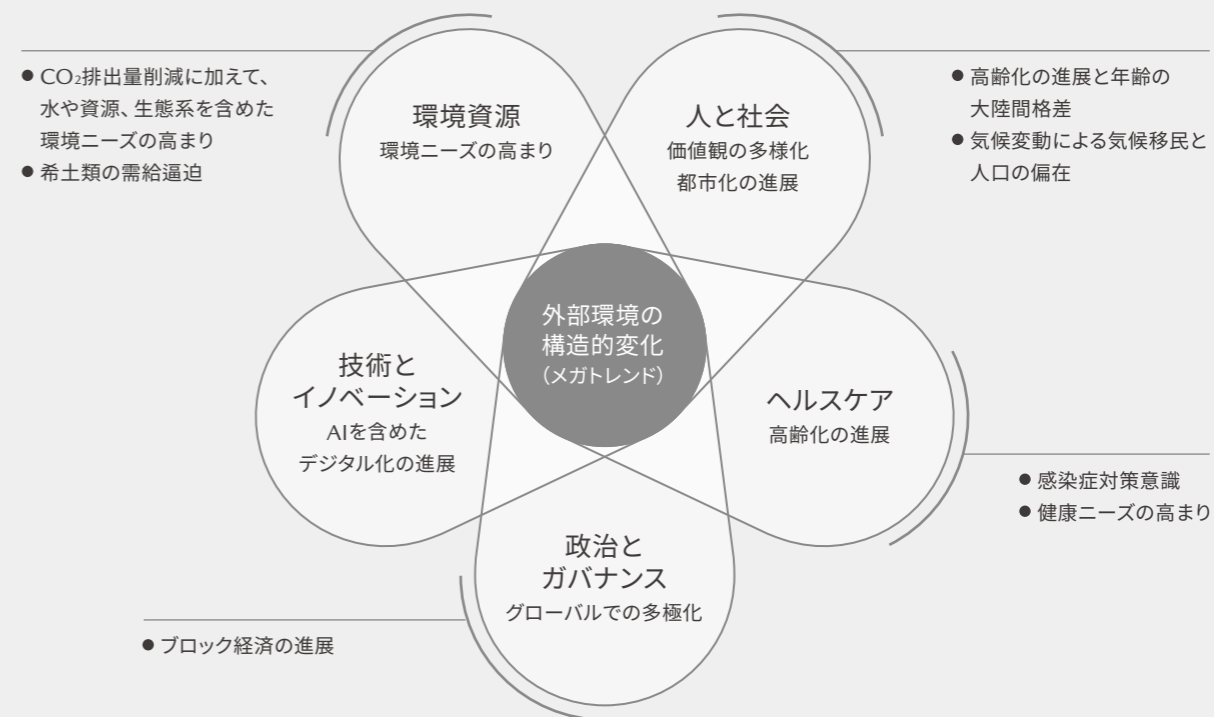 ● CO₂排出量削減に加えて、
水や資源、生態系を含めた
環境ニーズの高まり
● 希土類の需給逼迫
環境資源
環境ニーズの高まり
人と社会
価値観の多様化
都市化の進展
● 高齢化の進展と年齢の
大陸間格差
● 気候変動による気候移民と
人口の偏在
外部環境の
構造的変化
（メガトレンド）
技術と
イノベーション
AIを含めた
デジタル化の進展
ヘルスケア
高齢化の進展
● 感染症対策意識
● 健康ニーズの高まり
政治と
ガバナンス
グローバルでの多極化
● ブロック経済の進展